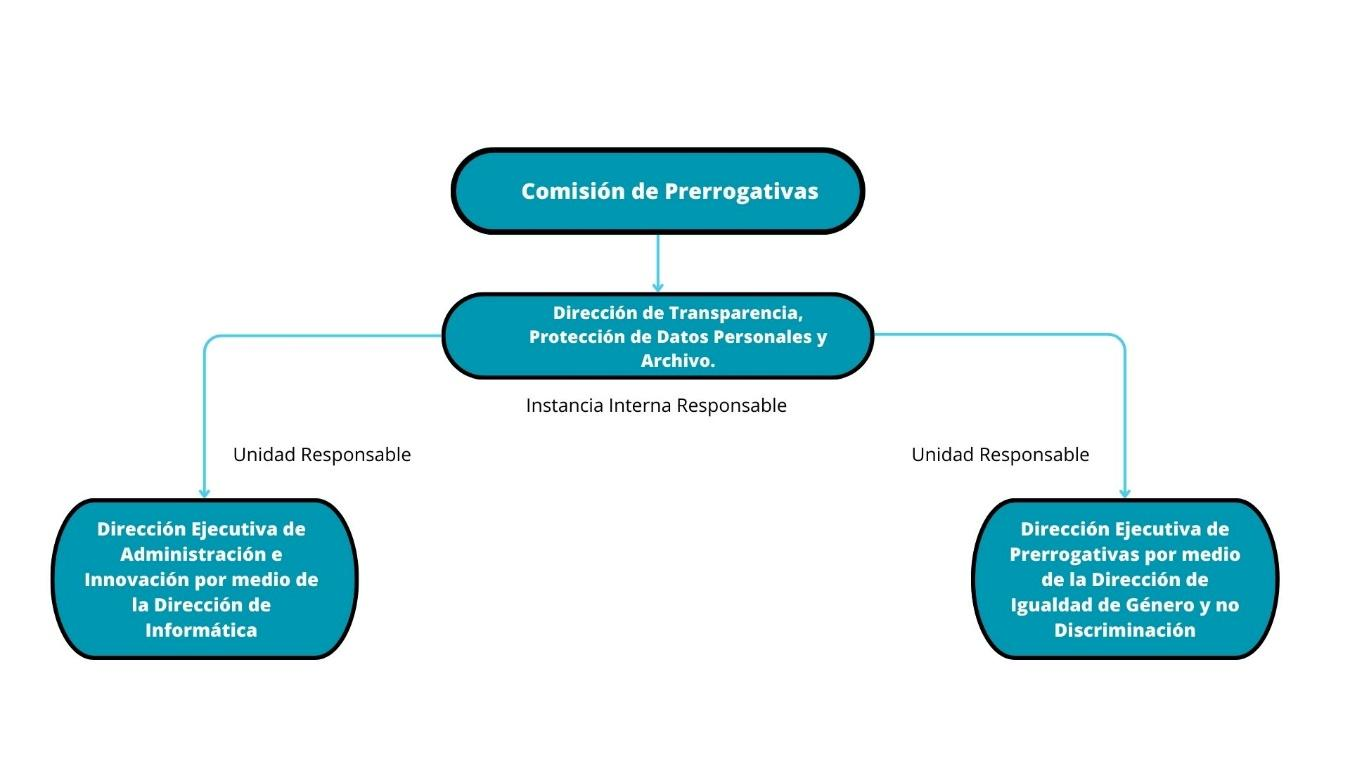 Comisión de Prerrogativas
Dirección de Transparencia,
Protección de Datos Personales y
Archivo.
Instancia Interna Responsable
Unidad Responsable
Unidad Responsable
Dirección Ejecutiva de
Administración e
Innovación por medio de
la Dirección de
Informática
Dirección Ejecutiva de
Prerrogativas por medio
de la Dirección de
Igualdad de Género y no
Discriminación